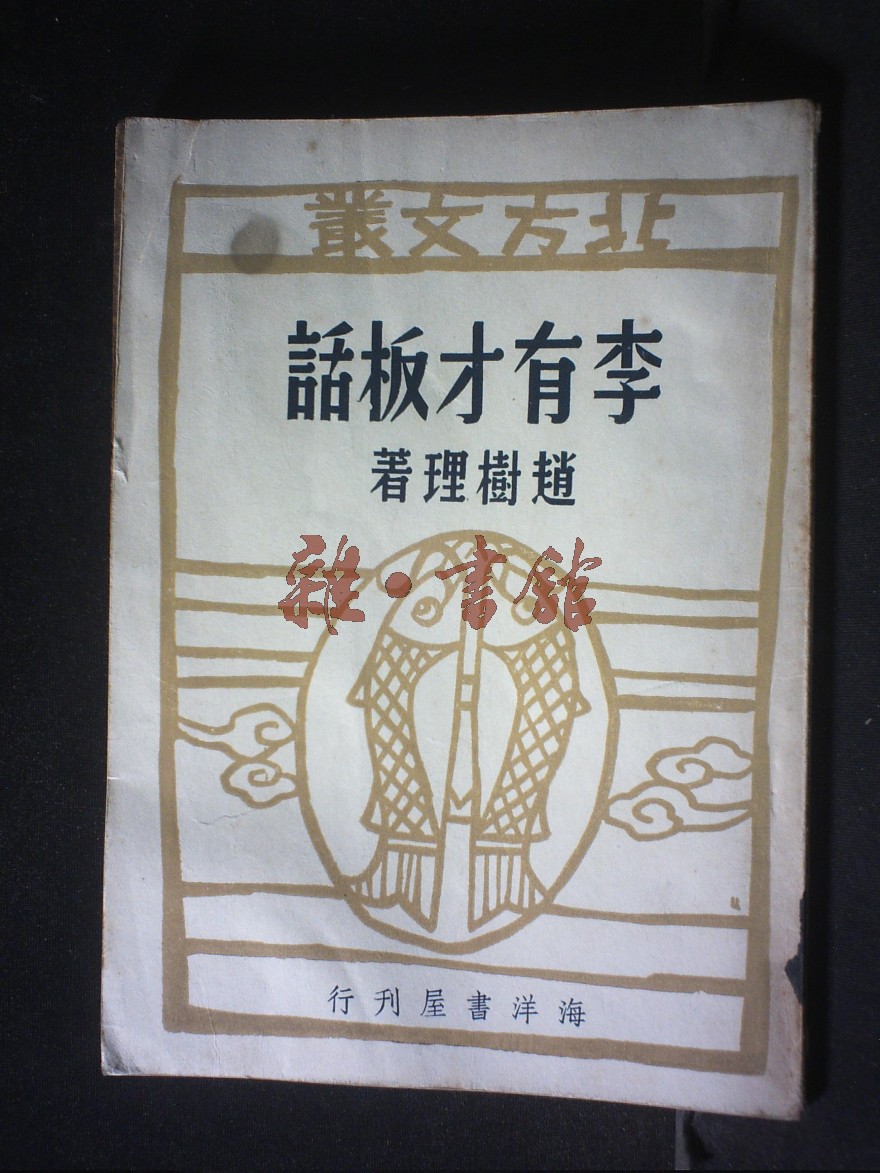 北方文叢
李有才板話
趙樹理著
雜·書館
海洋書屋刊行